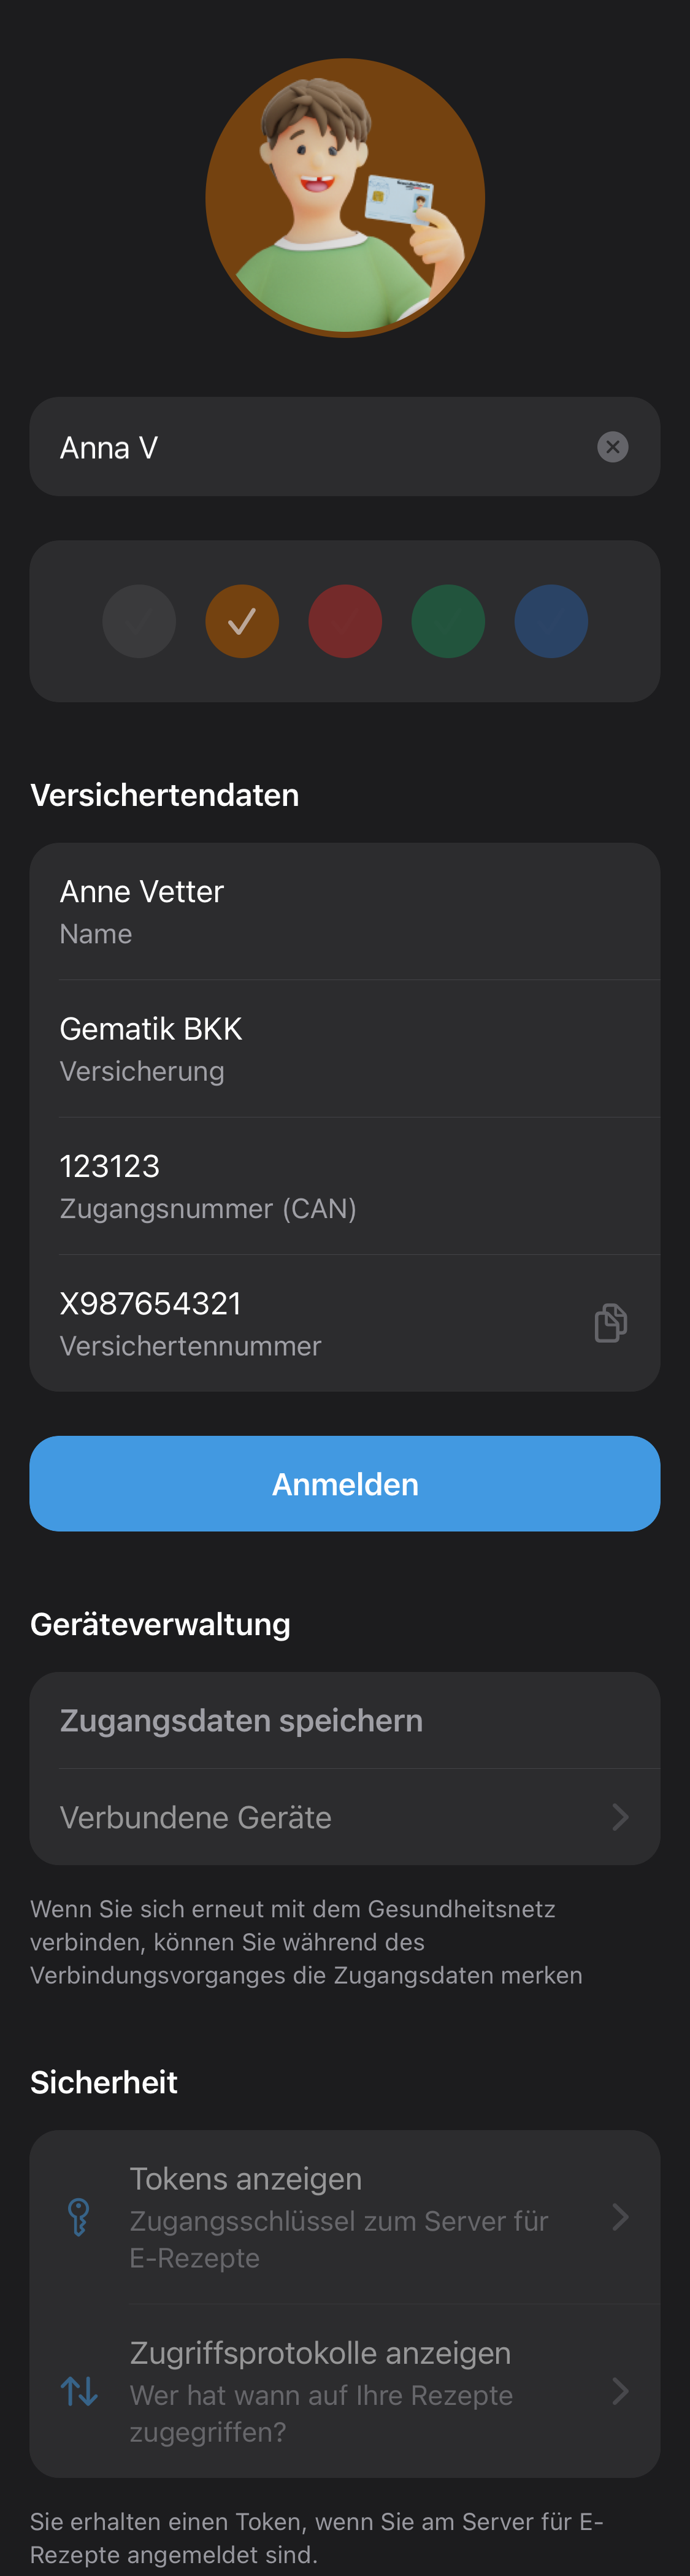 Anna V
Versichertendaten
Anne Vetter
Name
Gematik BKK
Versicherung
123123
Zugangsnummer (CAN)
X987654321
Versichertennummer
Anmelden
Geräteverwaltung
Zugangsdaten speichern
Verbundene Geräte
Wenn Sie sich erneut mit dem Gesundheitsnetz
verbinden, können Sie während des
Verbindungsvorganges die Zugangsdaten merken
Sicherheit
Tokens anzeigen
Zugangsschlüssel zum Server für
E-Rezepte
Zugriffsprotokolle anzeigen
Wer hat wann auf Ihre Rezepte
zugegriffen?
Sie erhalten einen Token, wenn Sie am Server für E-
Rezepte angemeldet sind.